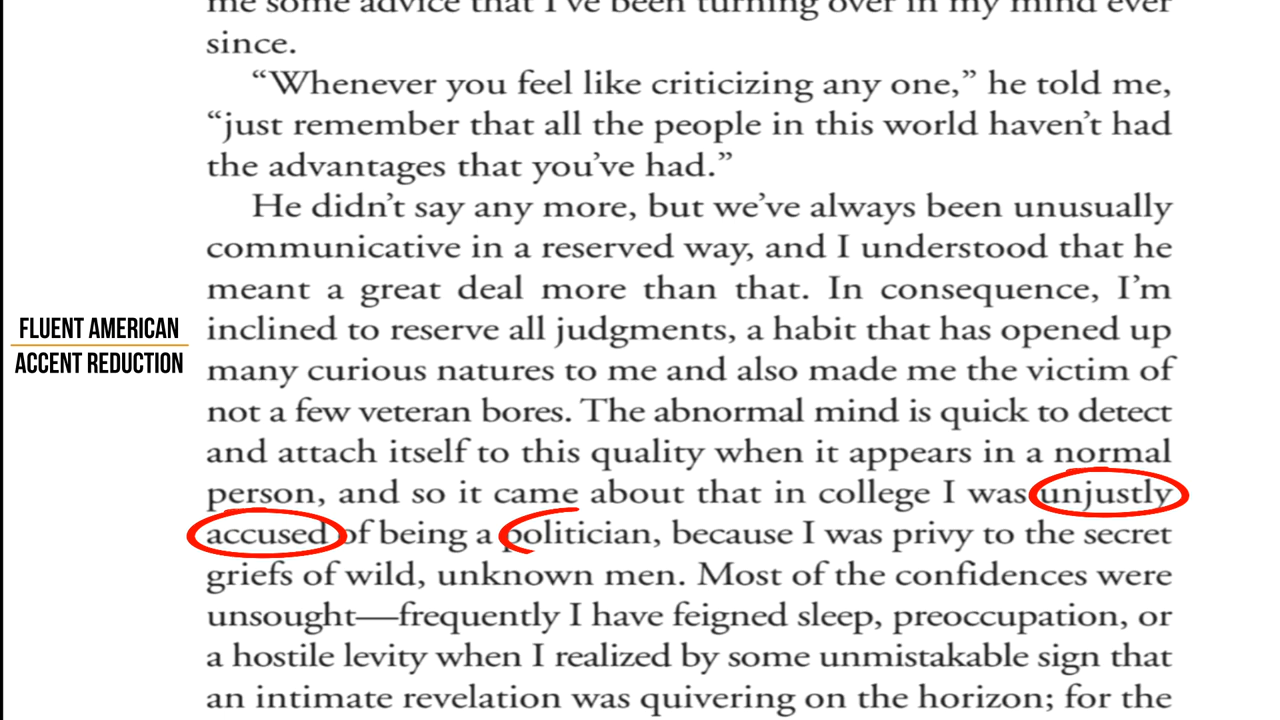 me some advice that I've been turning over in my mind ever
since.
“Whenever you feel like criticizing any one,” he told me,
“just remember that all the people in this world haven't had
the advantages that you've had.”
He didn't say any more, but we've always been unusually
communicative in a reserved way, and I understood that he
meant a great deal more than that. In consequence, I'm
inclined to reserve all judgments, a habit that has opened up
many curious natures to me and also made me the victim of
not a few veteran bores. The abnormal mind is quick to detect
and attach itself to this quality when it appears in a normal
person, and so it came about that in college I was unjustly
accused of being a politician, because I was privy to the secret
griefs of wild, unknown men. Most of the confidences were
unsought—frequently I have feigned sleep, preoccupation, or
a hostile levity when I realized by some unmistakable sign that
an intimate revelation was quivering on the horizon; for the
FLUENT AMERICAN
ACCENT REDUCTION